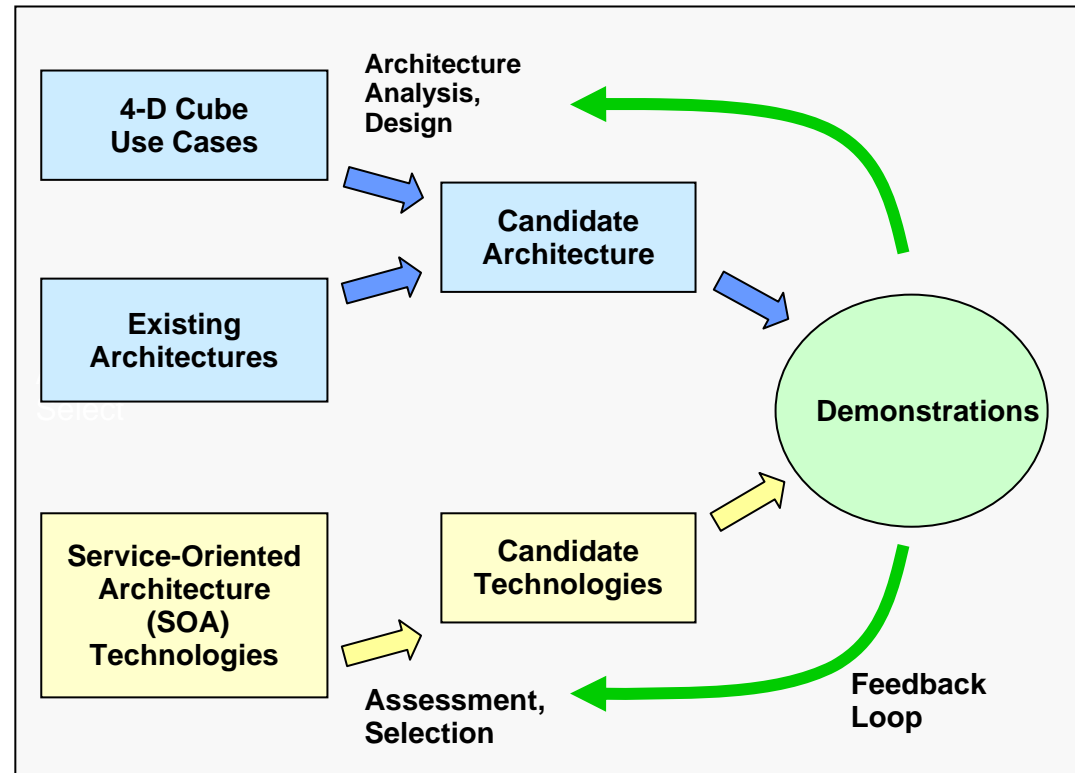 4-D Cube
Use Cases
Architecture
Analysis,
Design
Candidate
Architecture
Existing
Architectures
Select
Demonstrations
Service-Oriented
Architecture
(SOA)
Technologies
Candidate
Technologies
Assessment,
Selection
Feedback
Loop